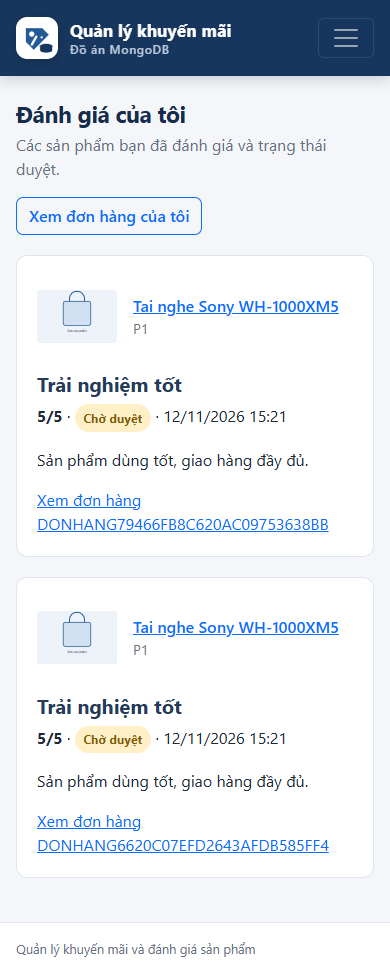 Quản lý khuyến mãi
Đồ án MongoDB
Đánh giá của tôi
Các sản phẩm bạn đã đánh giá và trạng thái
duyệt.
Xem đơn hàng của tôi
Tai nghe Sony WH-1000XM5
P1
Trải nghiệm tốt
5/5 · Chờ duyệt · 12/11/2026 15:21
Sản phẩm dùng tốt, giao hàng đầy đủ.
Xem đơn hàng
DONHANG79466FB8C620AC09753638BB
Tai nghe Sony WH-1000XM5
P1
Trải nghiệm tốt
5/5 · Chờ duyệt · 12/11/2026 15:21
Sản phẩm dùng tốt, giao hàng đầy đủ.
Xem đơn hàng
DONHANG6620C07EFD2643AFDB585FF4
Quản lý khuyến mãi và đánh giá sản phẩm